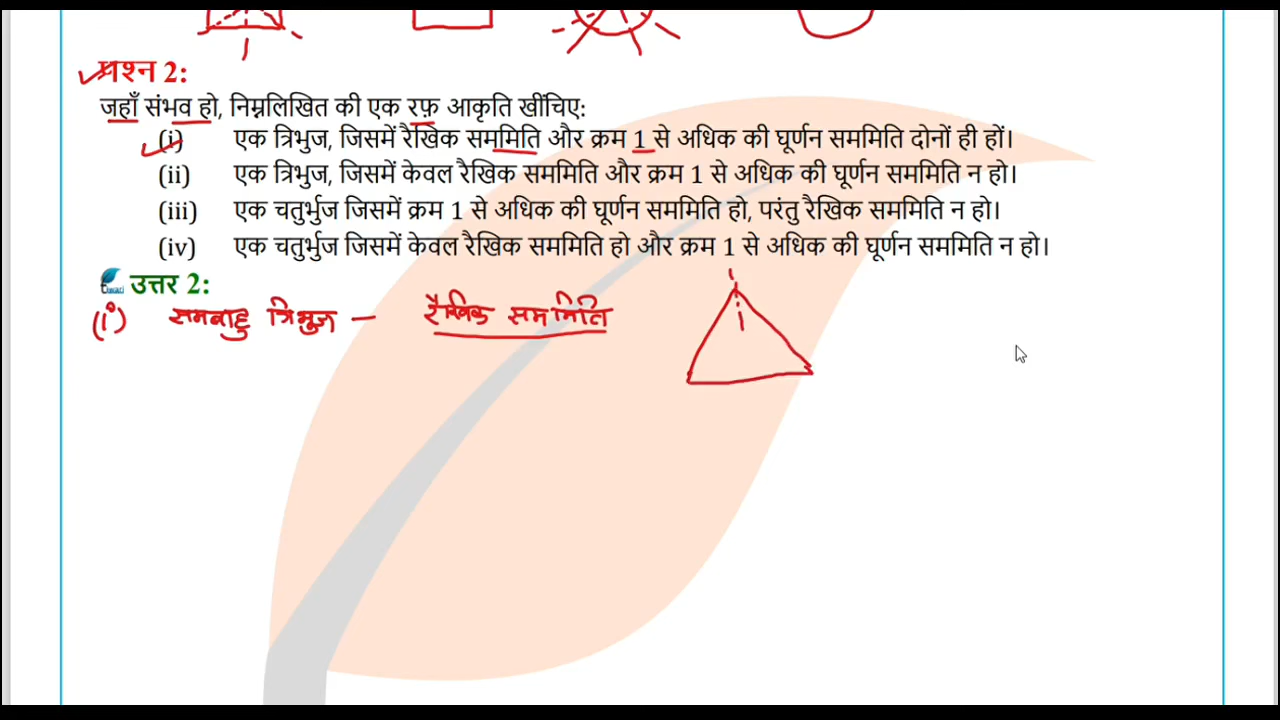 प्रश्न 2:
जहाँ संभव हो, निम्नलिखित की एक रफ़ आकृति खींचिए:
(i) एक त्रिभुज, जिसमें रैखिक सममिति और क्रम 1 से अधिक की घूर्णन सममिति दोनों ही हों।
(ii) एक त्रिभुज, जिसमें केवल रैखिक सममिति और क्रम 1 से अधिक की घूर्णन सममिति न हो।
(iii) एक चतुर्भुज जिसमें क्रम 1 से अधिक की घूर्णन सममिति हो, परंतु रैखिक सममिति न हो।
(iv) एक चतुर्भुज जिसमें केवल रैखिक सममिति हो और क्रम 1 से अधिक की घूर्णन सममिति न हो।
उत्तर 2:
(i) समबाहु त्रिभुज — रैखिक सममिति